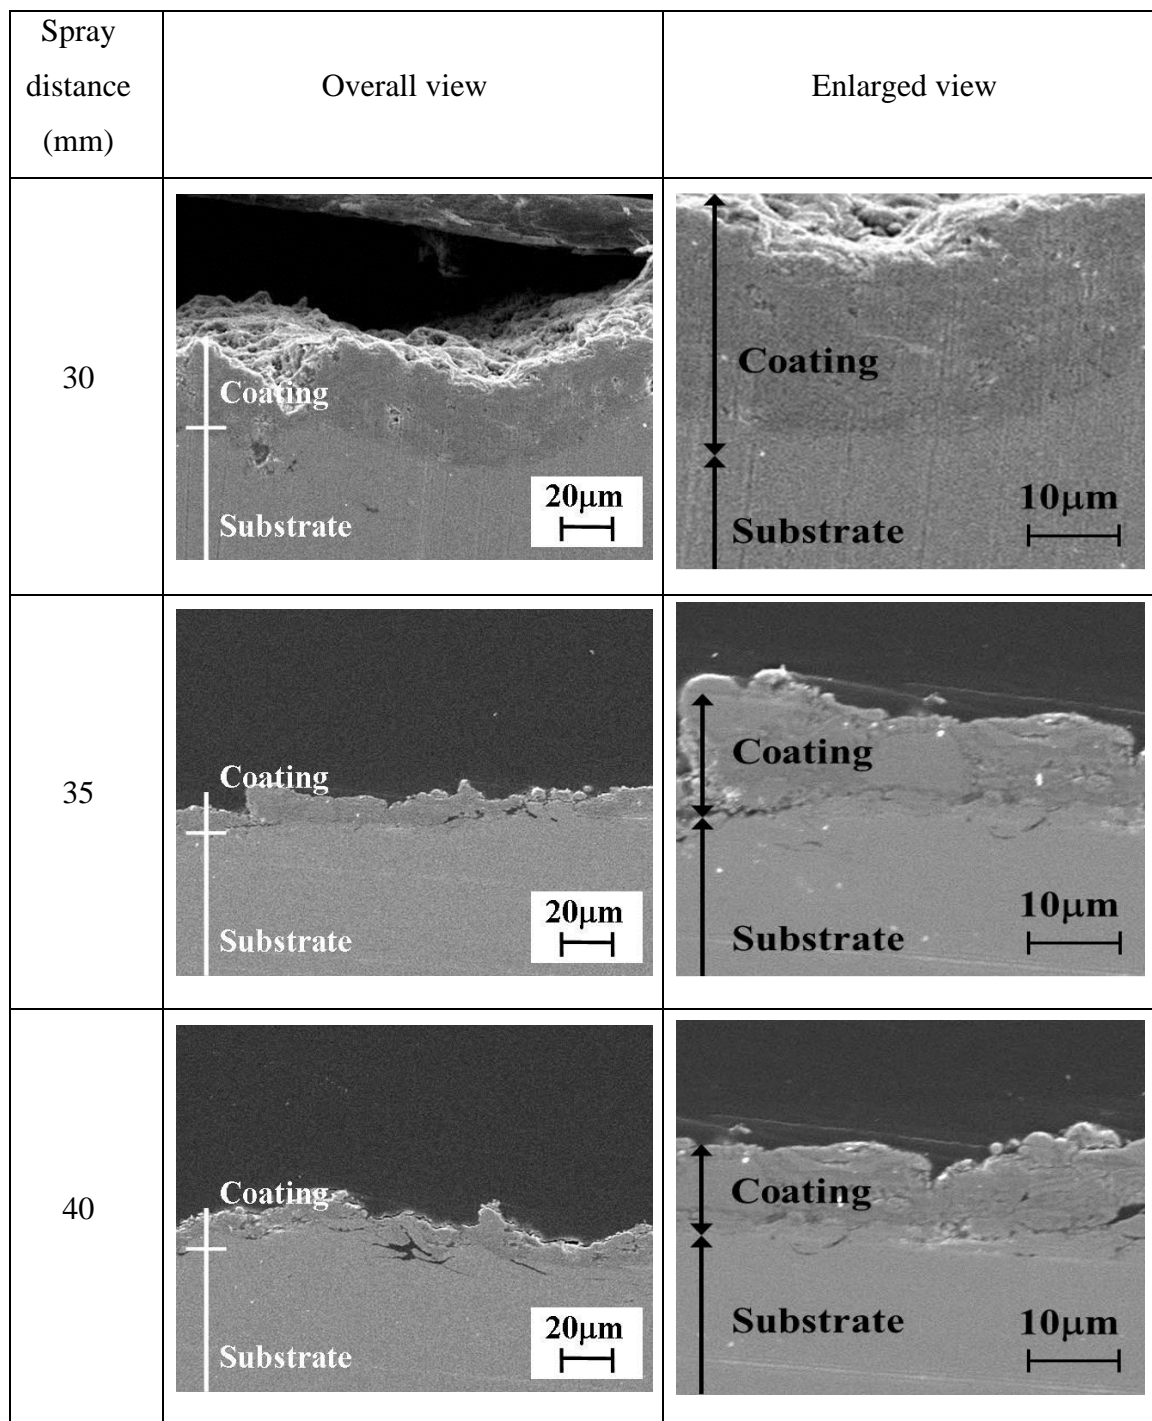 Spray
distance
(mm)
Overall view
Enlarged view
30
Coating
Substrate
20μm
Coating
Substrate
10μm
35
Coating
Substrate
20μm
Coating
Substrate
10μm
40
Coating
Substrate
20μm
Coating
Substrate
10μm